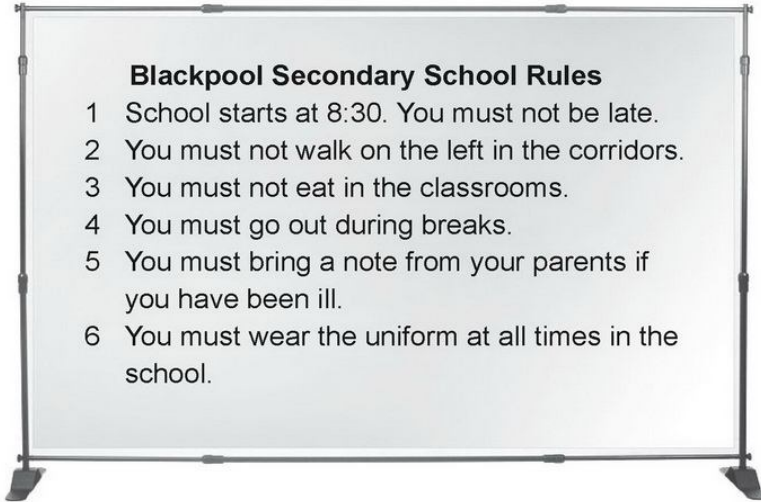 Blackpool Secondary School Rules
1 School starts at 8:30. You must not be late.
2 You must not walk on the left in the corridors.
3 You must not eat in the classrooms.
4 You must go out during breaks.
5 You must bring a note from your parents if
you have been ill.
6 You must wear the uniform at all times in the
school.